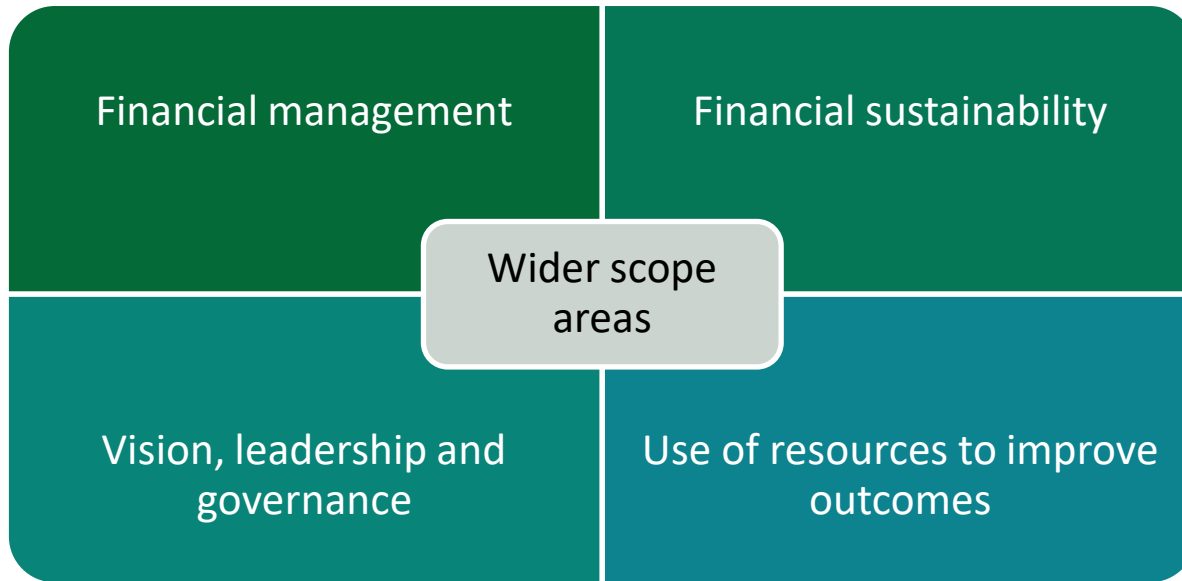 Financial management
Financial sustainability
Wider scope
areas
Vision, leadership and
governance
Use of resources to improve
outcomes